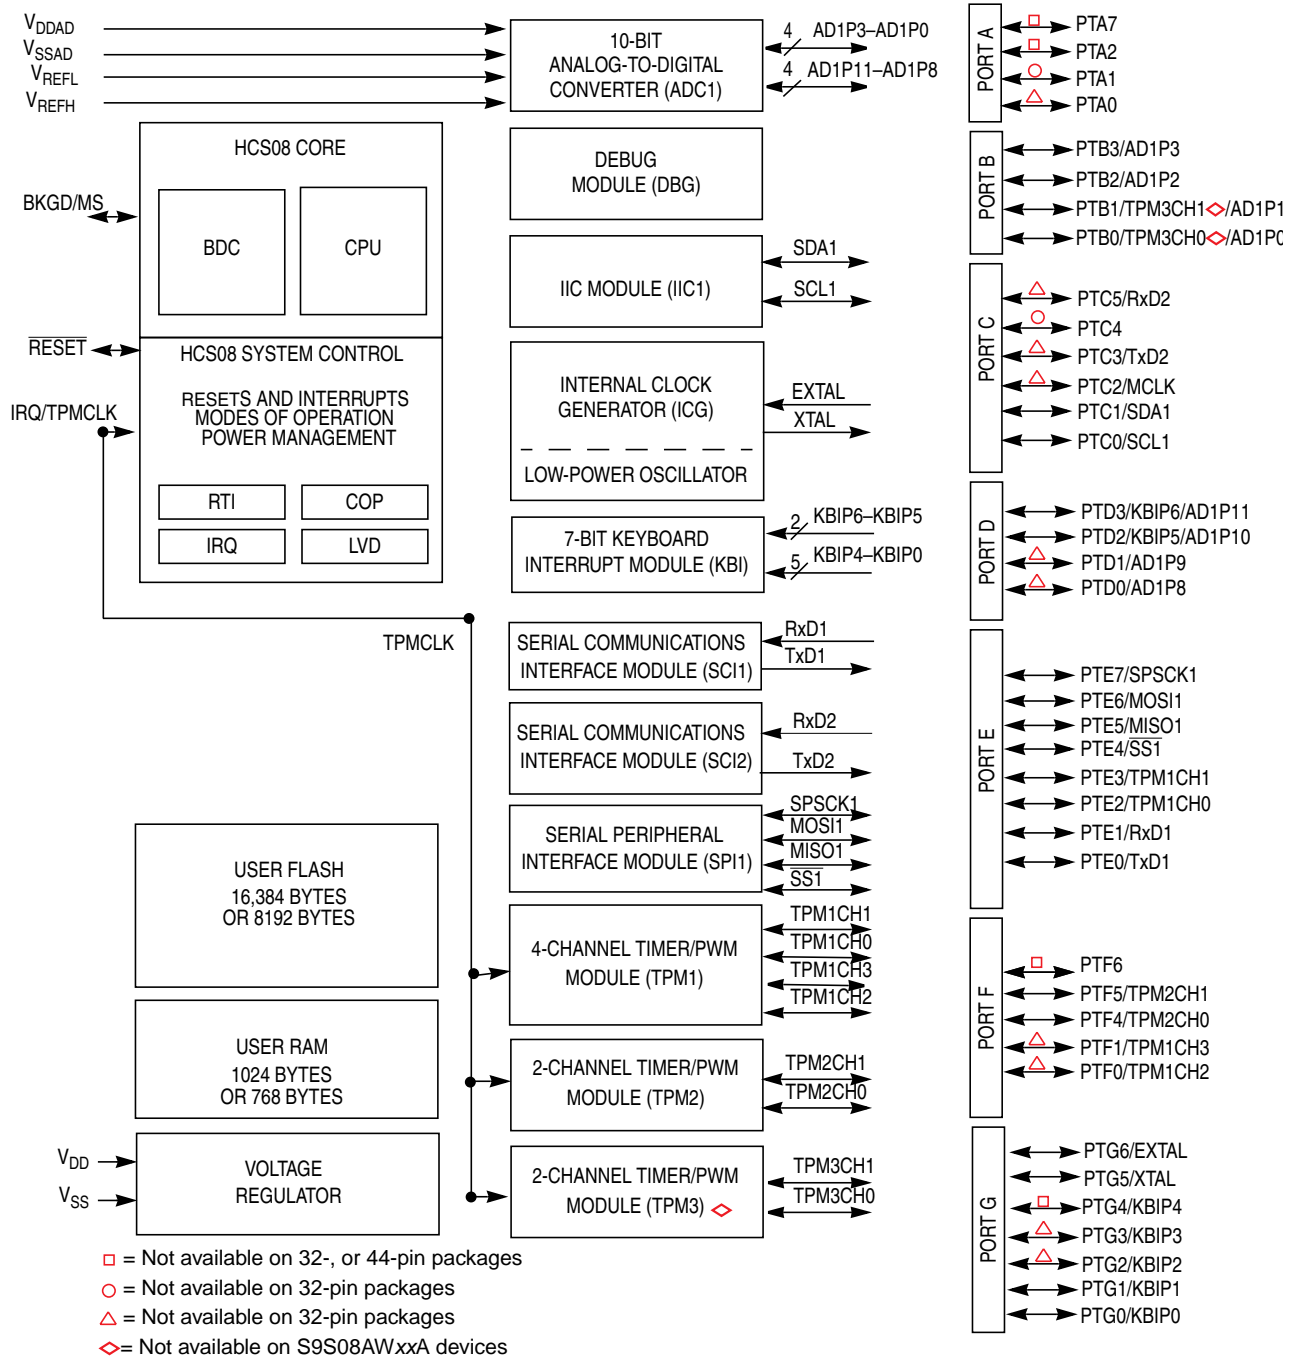 VDDAD
VSSAD
VREFL
VREFH
10-BIT
ANALOG-TO-DIGITAL
CONVERTER (ADC1)
4 AD1P3–AD1P0
4 AD1P11–AD1P8
HCS08 CORE
BDC
CPU
BKGD/MS
RESET
HCS08 SYSTEM CONTROL
RESETS AND INTERRUPTS
MODES OF OPERATION
POWER MANAGEMENT
IRQ/TPMCLK
RTI
COP
IRQ
LVD
TPMCLK
DEBUG
MODULE (DBG)
IIC MODULE (IIC1)
SDA1
SCL1
INTERNAL CLOCK
GENERATOR (ICG)
LOW-POWER OSCILLATOR
EXTAL
XTAL
7-BIT KEYBOARD
INTERRUPT MODULE (KBI)
2 KBIP6–KBIP5
5 KBIP4–KBIP0
SERIAL COMMUNICATIONS
INTERFACE MODULE (SCI1)
RxD1
TxD1
SERIAL COMMUNICATIONS
INTERFACE MODULE (SCI2)
RxD2
TxD2
SERIAL PERIPHERAL
INTERFACE MODULE (SPI1)
SPSCK1
MOSI1
MISO1
SS1
4-CHANNEL TIMER/PWM
MODULE (TPM1)
TPM1CH1
TPM1CH0
TPM1CH3
TPM1CH2
2-CHANNEL TIMER/PWM
MODULE (TPM2)
TPM2CH1
TPM2CH0
2-CHANNEL TIMER/PWM
MODULE (TPM3)
TPM3CH1
TPM3CH0
USER FLASH
16,384 BYTES
OR 8192 BYTES
USER RAM
1024 BYTES
OR 768 BYTES
VDD
VSS
VOLTAGE
REGULATOR
PORT A
PTA7
PTA2
PTA1
PTA0
PORT B
PTB3/AD1P3
PTB2/AD1P2
PTB1/TPM3CH1 /AD1P1
PTB0/TPM3CH0 /AD1P0
PORT C
PTC5/RxD2
PTC4
PTC3/TxD2
PTC2/MCLK
PTC1/SDA1
PTC0/SCL1
PORT D
PTD3/KBIP6/AD1P11
PTD2/KBIP5/AD1P10
PTD1/AD1P9
PTD0/AD1P8
PORT E
PTE7/SPSCK1
PTE6/MOSI1
PTE5/MISO1
PTE4/SS1
PTE3/TPM1CH1
PTE2/TPM1CH0
PTE1/RxD1
PTE0/TxD1
PORT F
PTF6
PTF5/TPM2CH1
PTF4/TPM2CH0
PTF1/TPM1CH3
PTF0/TPM1CH2
PORT G
PTG6/EXTAL
PTG5/XTAL
PTG4/KBIP4
PTG3/KBIP3
PTG2/KBIP2
PTG1/KBIP1
PTG0/KBIP0
= Not available on 32-, or 44-pin packages
= Not available on 32-pin packages
= Not available on 32-pin packages
= Not available on S9S08AWxxA devices